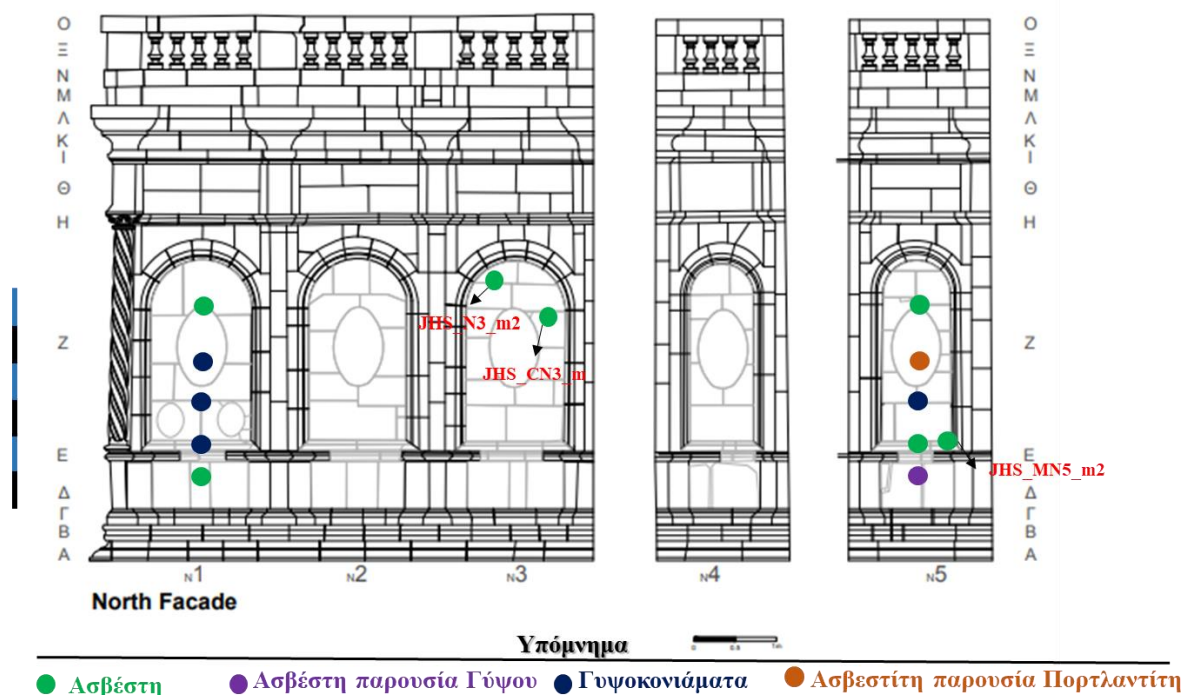 Ο
Ξ
Ν
Μ
Λ
Κ
Ι
Θ
Η
Ζ
Ε
Δ
Γ
Β
Α
JHS_N3_m2
JHS_CN3_m
JHS_MN5_m2
Ο
Ξ
Ν
Μ
Λ
Κ
Ι
Θ
Η
Ζ
Ε
Δ
Γ
Β
Α
N1 N2 N3 N4 N5
North Facade
Υπόμνημα
Ασβέστη Ασβέστη παρουσία Γύψου Γυψοκονιάματα Ασβεστίτη παρουσία Πορτλαντίτη